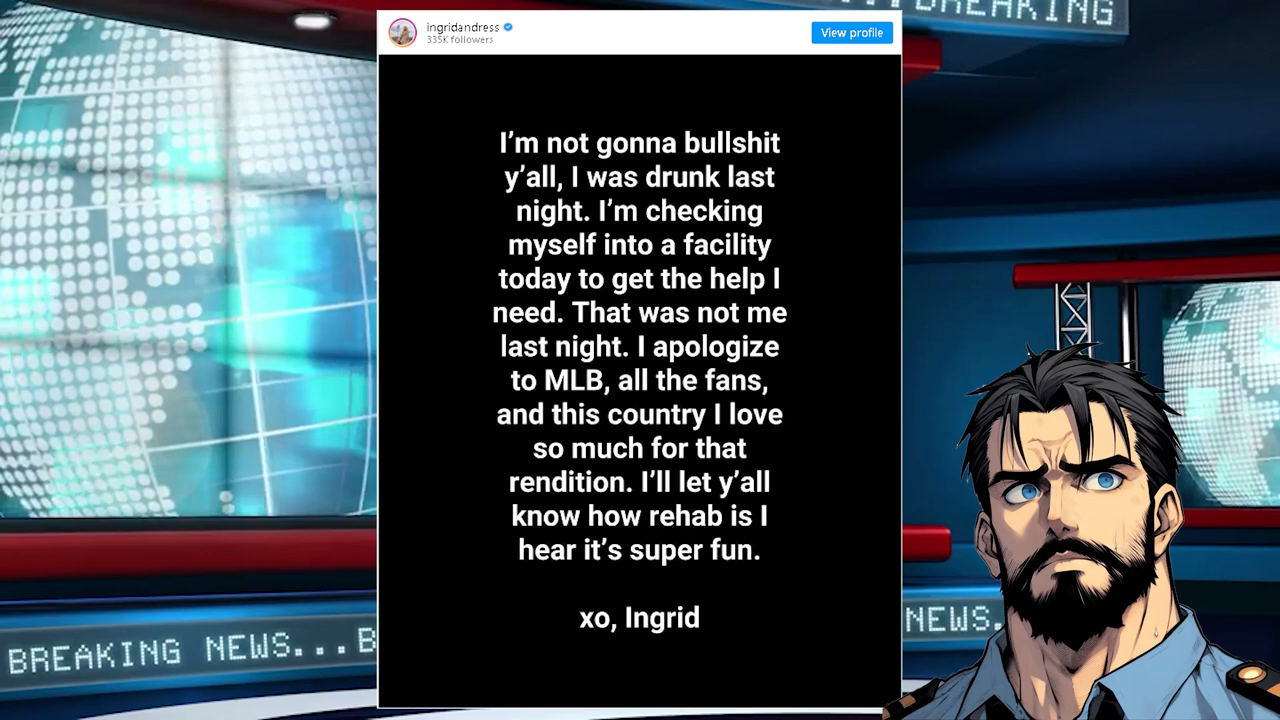 BREAKING
ingridandress
335K followers
View profile
I'm not gonna bullshit
y'all, I was drunk last
night. I'm checking
myself into a facility
today to get the help I
need. That was not me
last night. I apologize
to MLB, all the fans,
and this country I love
so much for that
rendition. I'll let y'all
know how rehab is I
hear it's super fun.
xo, Ingrid
BREAKING NEWS...B
NEWS.